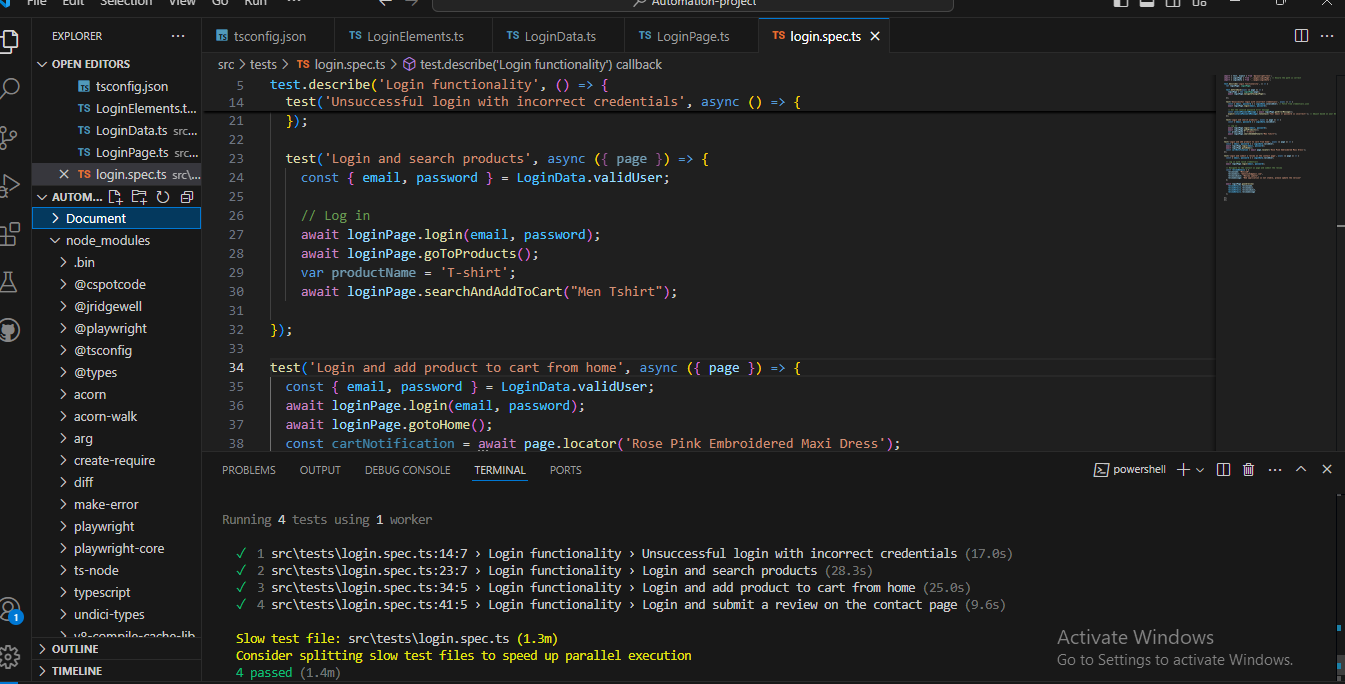 File Edit Selection View Go Run ... Automation-project
EXPLORER ...
OPEN EDITORS
tsconfig.json
TS LoginElements.t...
TS LoginData.ts src...
TS LoginPage.ts src...
TS login.spec.ts src\...
AUTOM...
Document
node_modules
.bin
@cspotcode
@jridgewell
@playwright
@tsconfig
@types
acorn
acorn-walk
arg
create-require
diff
make-error
playwright
playwright-core
ts-node
typescript
undici-types
v8-compile-cache-lib
OUTLINE
TIMELINE
1
TS tsconfig.json TS LoginElements.ts TS LoginData.ts TS LoginPage.ts TS login.spec.ts
src > tests > TS login.spec.ts > test.describe('Login functionality') callback
5 test.describe('Login functionality', () => {
14 test('Unsuccessful login with incorrect credentials', async () => {
21 });
22
23 test('Login and search products', async ({ page }) => {
24 const { email, password } = LoginData.validUser;
25
26 // Log in
27 await loginPage.login(email, password);
28 await loginPage.goToProducts();
29 var productName = 'T-shirt';
30 await loginPage.searchAndAddToCart("Men Tshirt");
31
32 });
33
34 test('Login and add product to cart from home', async ({ page }) => {
35 const { email, password } = LoginData.validUser;
36 await loginPage.login(email, password);
37 await loginPage.gotoHome();
38 const cartNotification = await page.locator('Rose Pink Embroidered Maxi Dress');
PROBLEMS OUTPUT DEBUG CONSOLE TERMINAL PORTS powershell
Running 4 tests using 1 worker
✓ 1 src\tests\login.spec.ts:14:7 › Login functionality › Unsuccessful login with incorrect credentials (17.0s)
✓ 2 src\tests\login.spec.ts:23:7 › Login functionality › Login and search products (28.3s)
✓ 3 src\tests\login.spec.ts:34:5 › Login functionality › Login and add product to cart from home (25.0s)
✓ 4 src\tests\login.spec.ts:41:5 › Login functionality › Login and submit a review on the contact page (9.6s)
Slow test file: src\tests\login.spec.ts (1.3m)
Consider splitting slow test files to speed up parallel execution
4 passed (1.4m)
Activate Windows
Go to Settings to activate Windows.